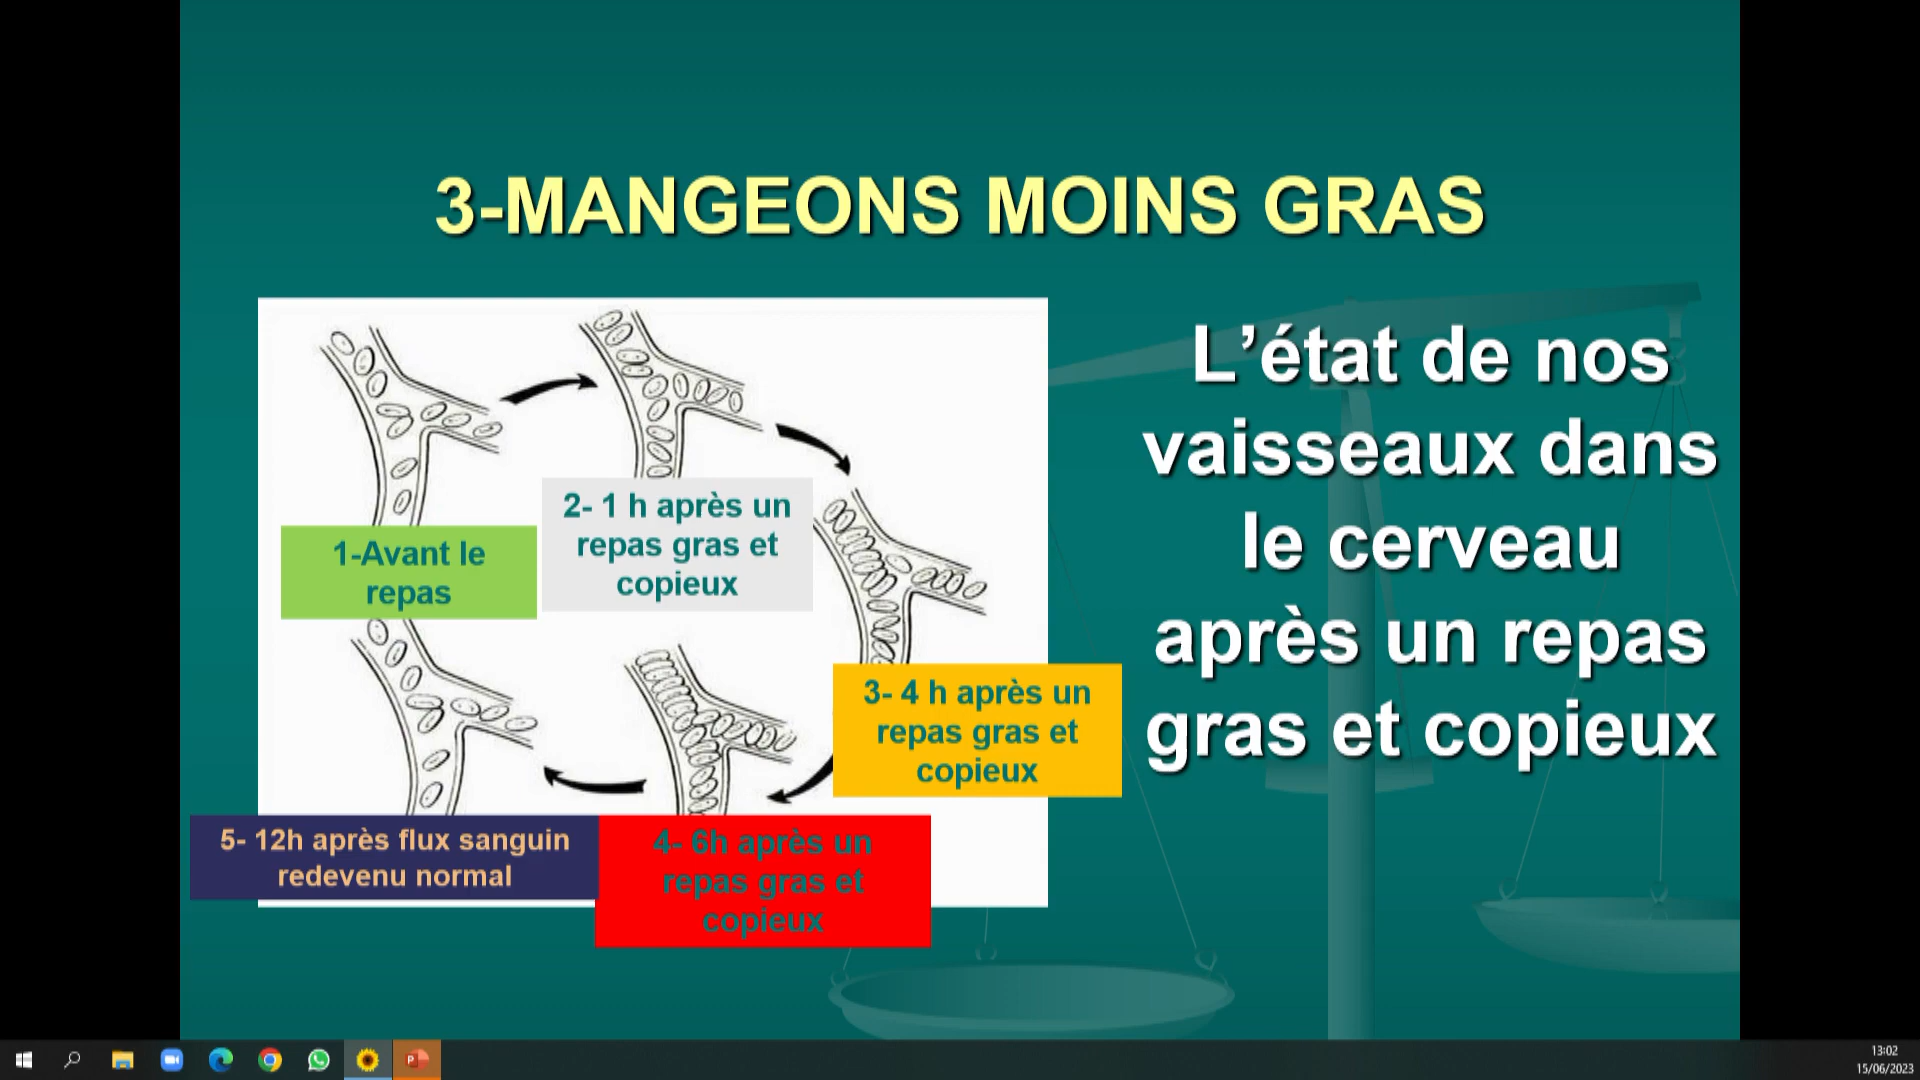 3-MANGEONS MOINS GRAS
L’état de nos
vaisseaux dans
le cerveau
après un repas
gras et copieux
1-Avant le
repas
2- 1 h après un
repas gras et
copieux
3- 4 h après un
repas gras et
copieux
4- 6h après un
repas gras et
copieux
5- 12h après flux sanguin
redevenu normal
13:02
15/06/2023